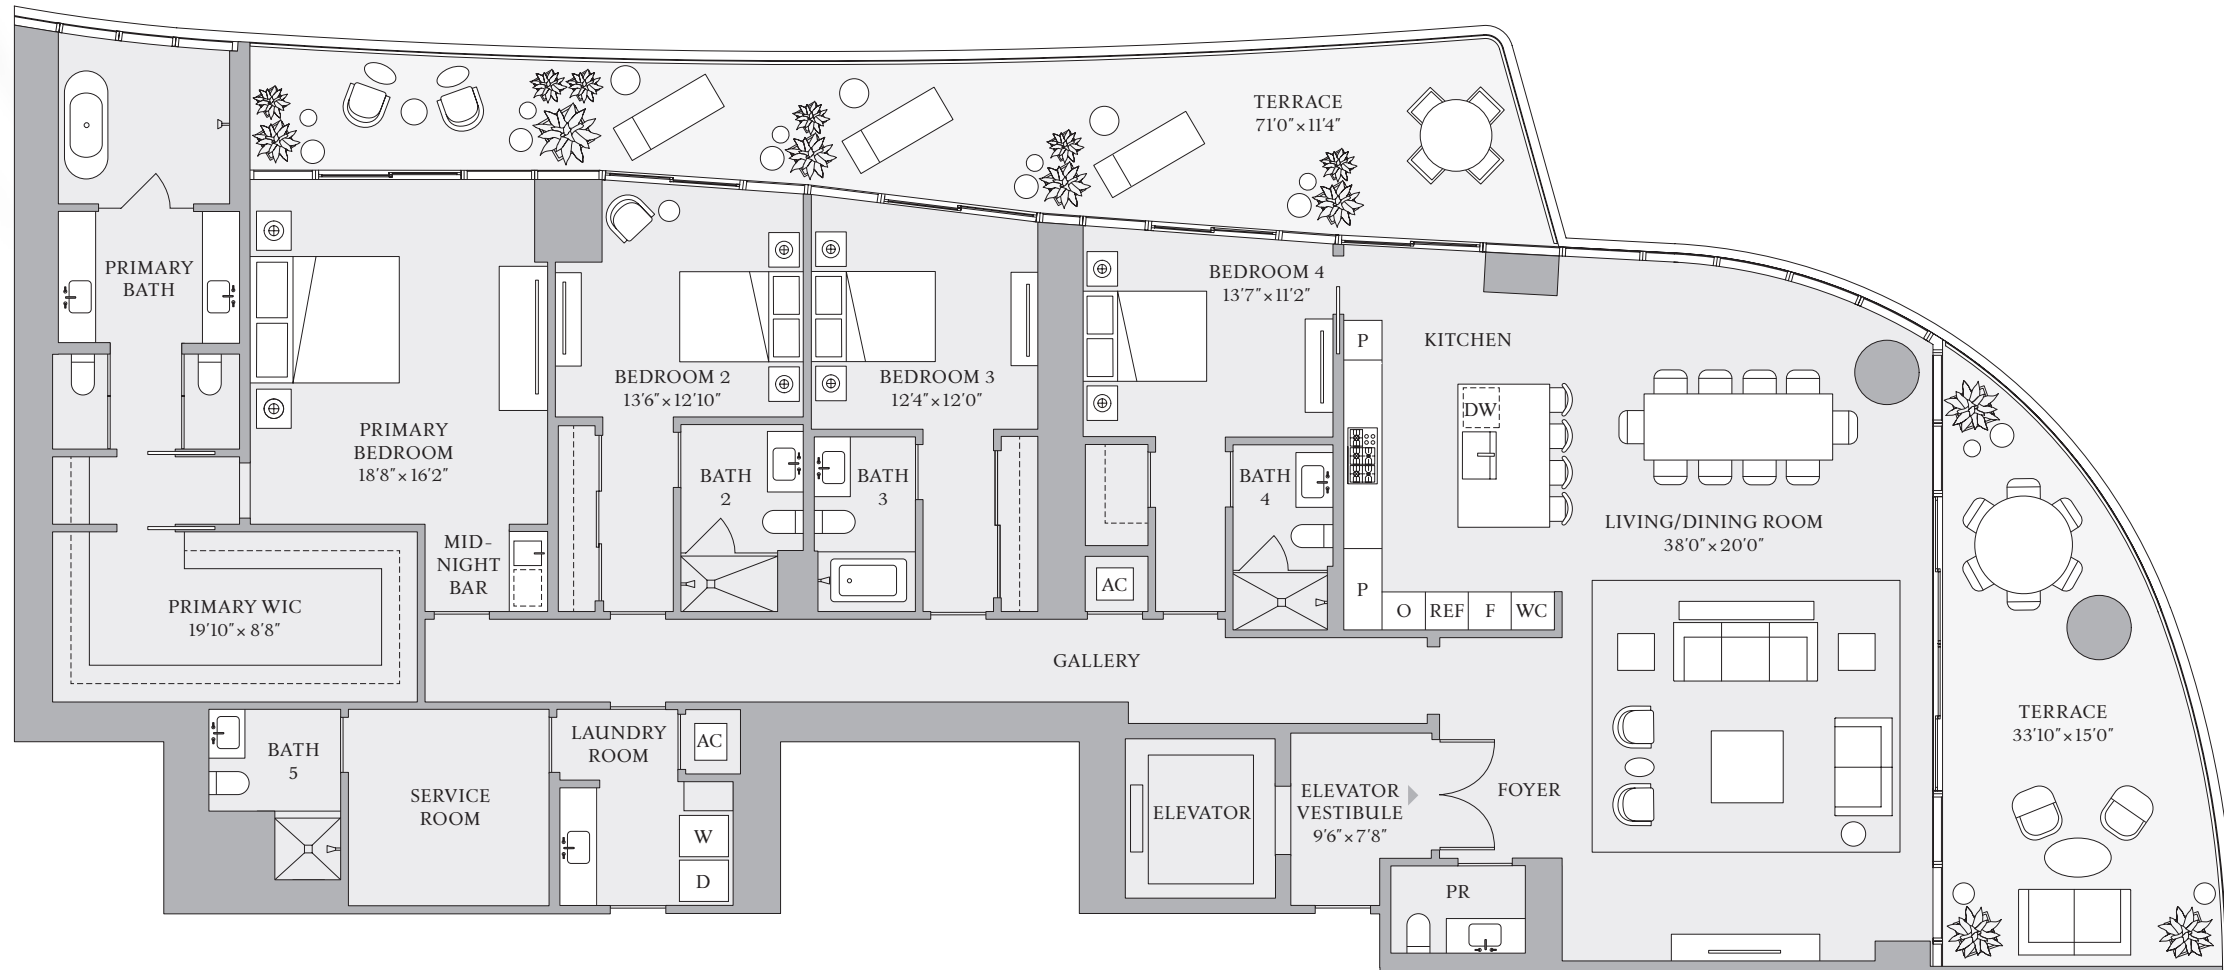 TERRACE
71'0"×11'4"
PRIMARY
BATH
BEDROOM 4
13'7"×11'2"
P
KITCHEN
BEDROOM 2
13'6"×12'10"
BEDROOM 3
12'4"×12'0"
DW
PRIMARY
BEDROOM
18'8"×16'2"
BATH
2
BATH
3
BATH
4
LIVING/DINING ROOM
38'0"×20'0"
MID-
NIGHT
BAR
AC
P
O
REF
F
WC
PRIMARY WIC
19'10"×8'8"
GALLERY
TERRACE
33'10"×15'0"
BATH
5
LAUNDRY
ROOM
AC
SERVICE
ROOM
W
D
ELEVATOR
ELEVATOR
VESTIBULE
9'6"×7'8"
FOYER
PR